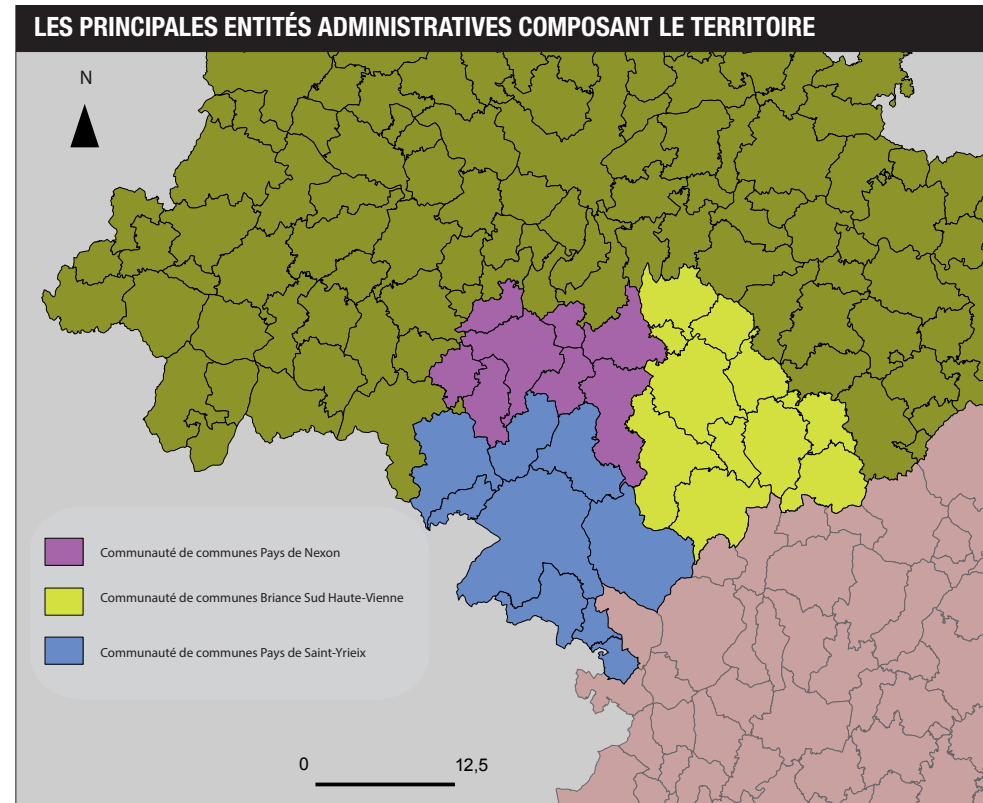 LES PRINCIPALES ENTITÉS ADMINISTRATIVES COMPOSANT LE TERRITOIRE
N
Communauté de communes Pays de Nexon
Communauté de communes Briance Sud Haute-Vienne
Communauté de communes Pays de Saint-Yrieix
0 12,5